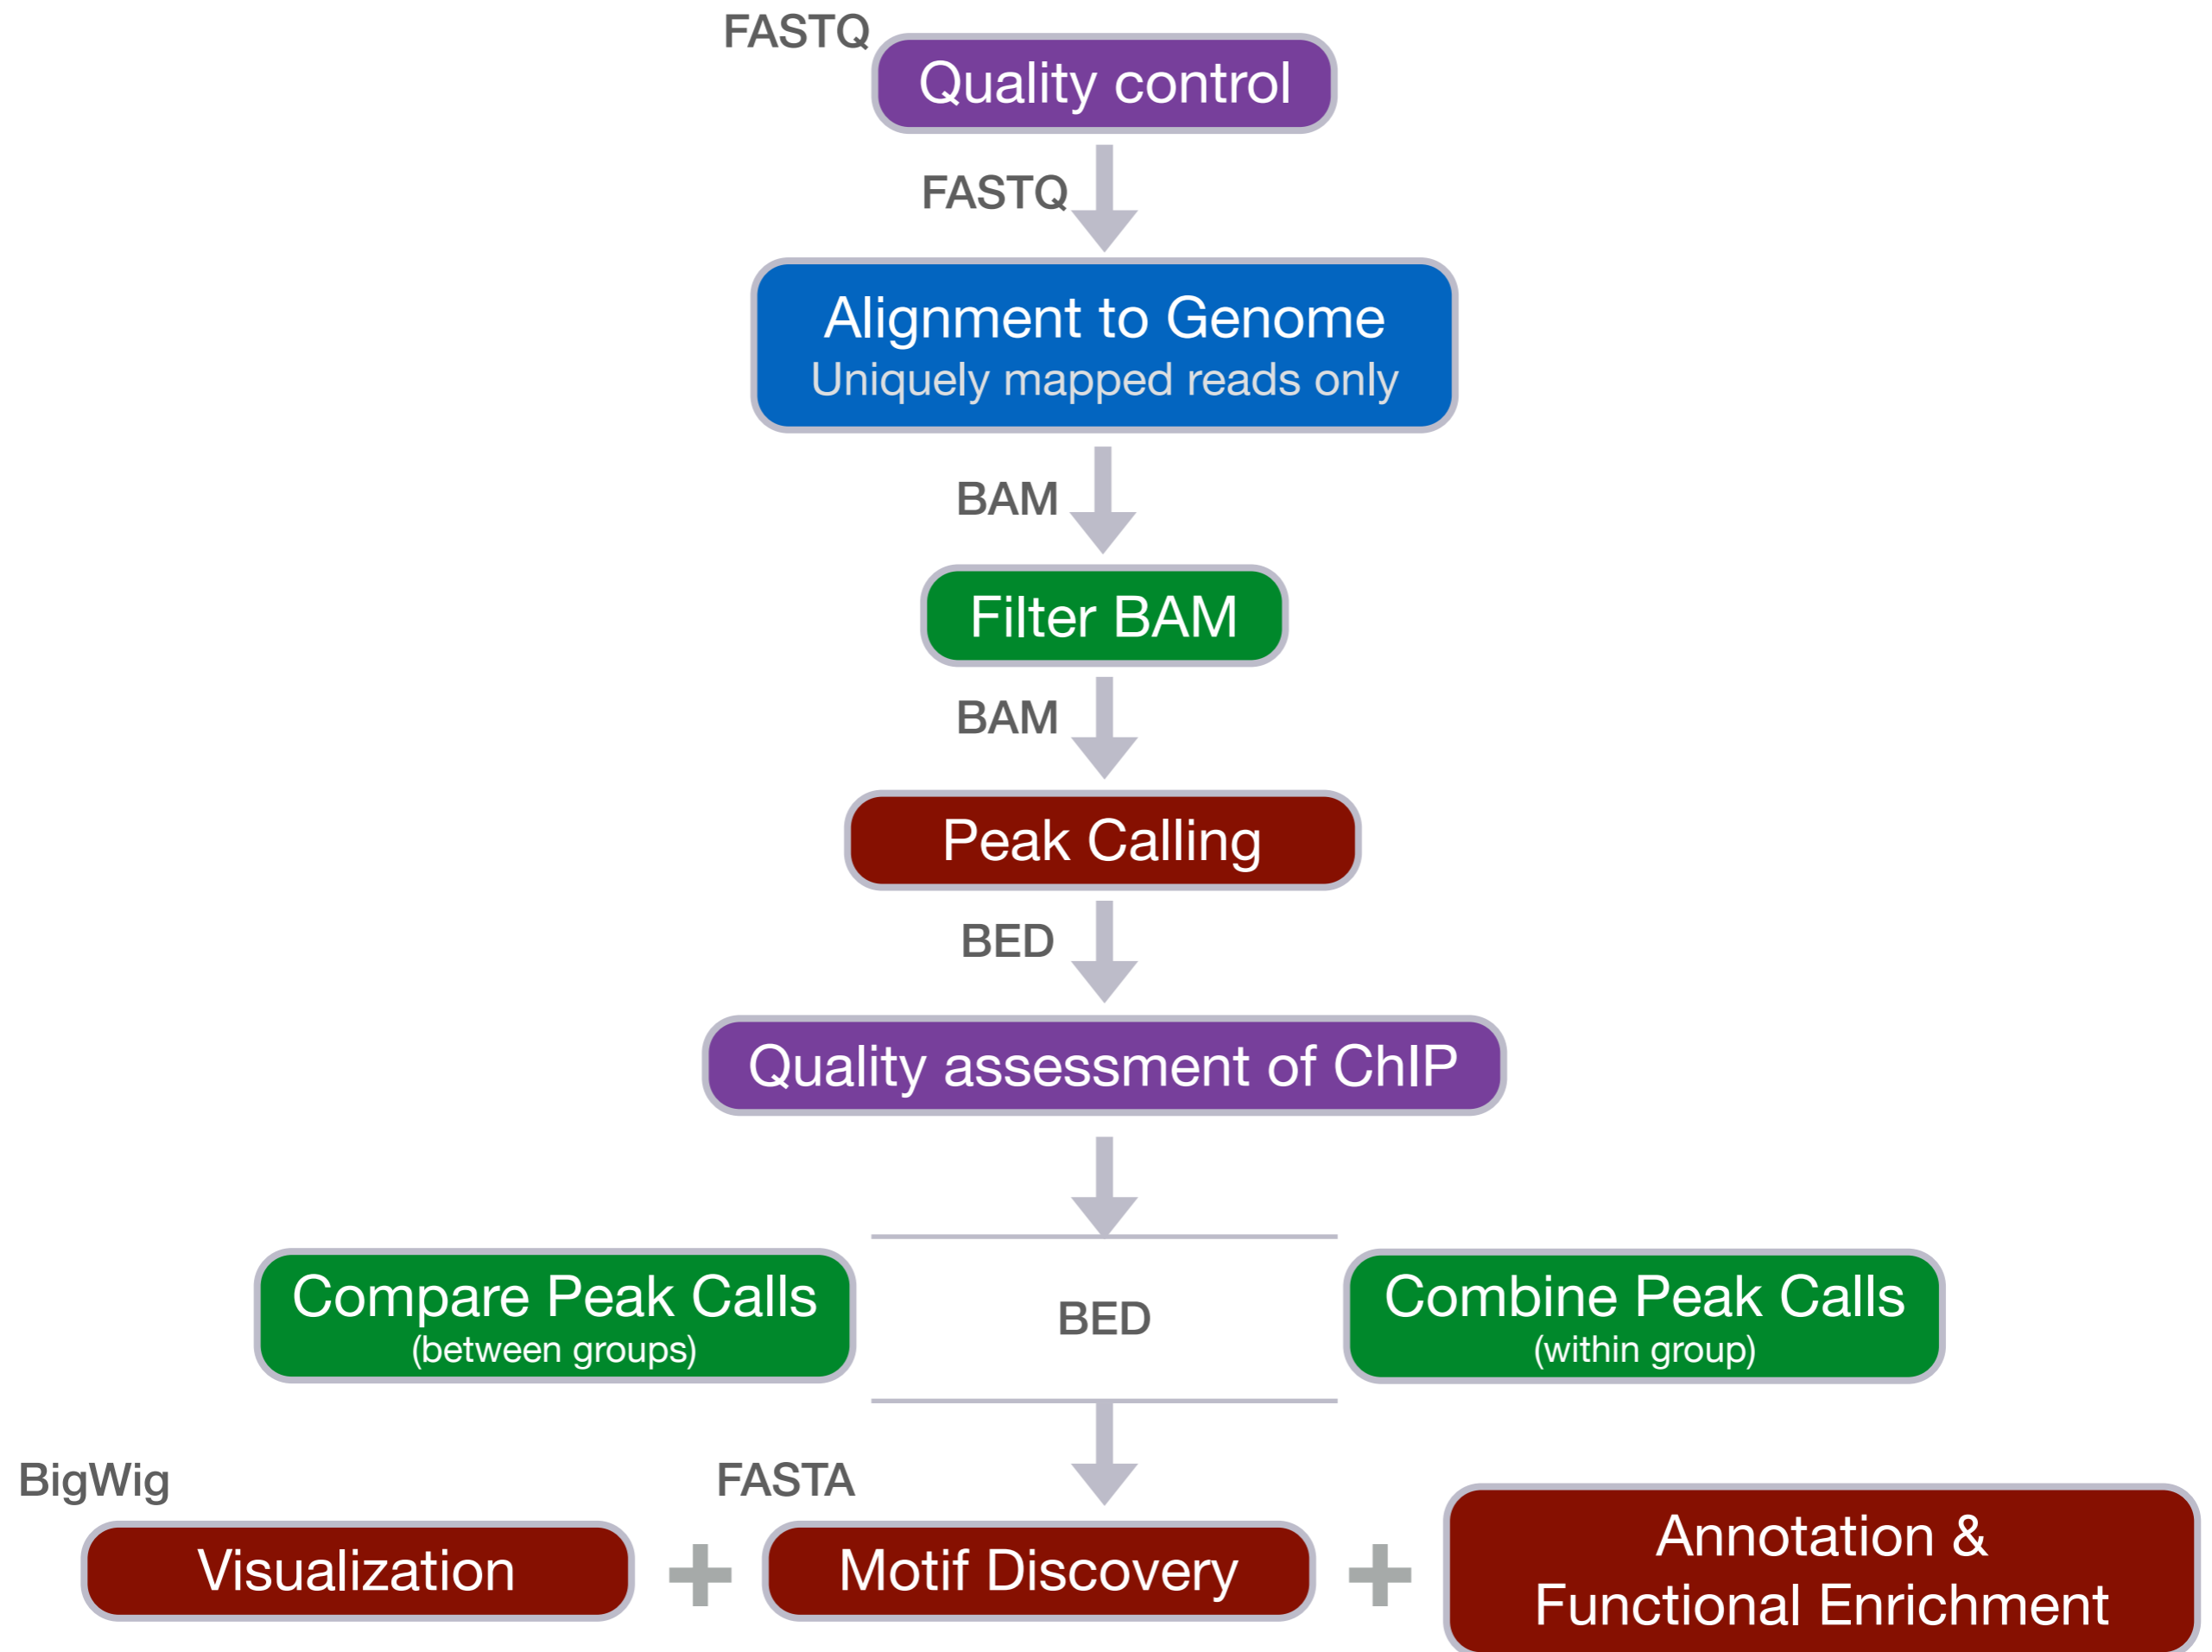 FASTQ
Quality control
FASTQ
Alignment to Genome
Uniquely mapped reads only
BAM
Filter BAM
BAM
Peak Calling
BED
Quality assessment of ChIP
Compare Peak Calls
(between groups)
BED
Combine Peak Calls
(within group)
BigWig
Visualization
+
FASTA
Motif Discovery
+
Annotation &
Functional Enrichment